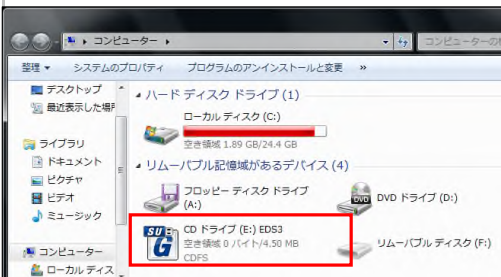 コンピューター
コンピューターの
整理 システムのプロパティ プログラムのアンインストールと変更 »
デスクトップ
最近表示した場所
ライブラリ
ドキュメント
ピクチャ
ビデオ
ミュージック
コンピューター
ローカル ディス
ハード ディスク ドライブ (1)
ローカル ディスク (C:)
空き領域 1.89 GB/24.4 GB
リムーバブル記憶域があるデバイス (4)
フロッピー ディスク ドライブ
(A:)
DVD
DVD ドライブ (D:)
SUB
G
CD ドライブ (E:) EDS3
空き領域 0 バイト/4.50 MB
CDFS
リムーバブル ディスク (F:)